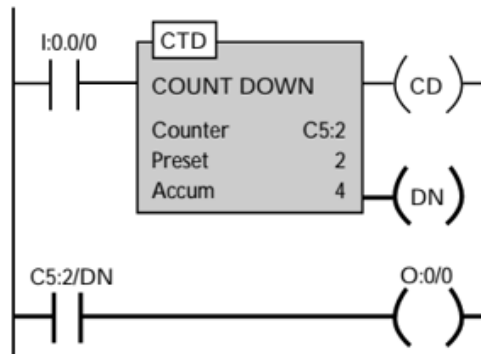 I:0.0/0
CTD
COUNT DOWN
CD
Counter C5:2
Preset 2
Accum 4
DN
C5:2/DN
O:0/0